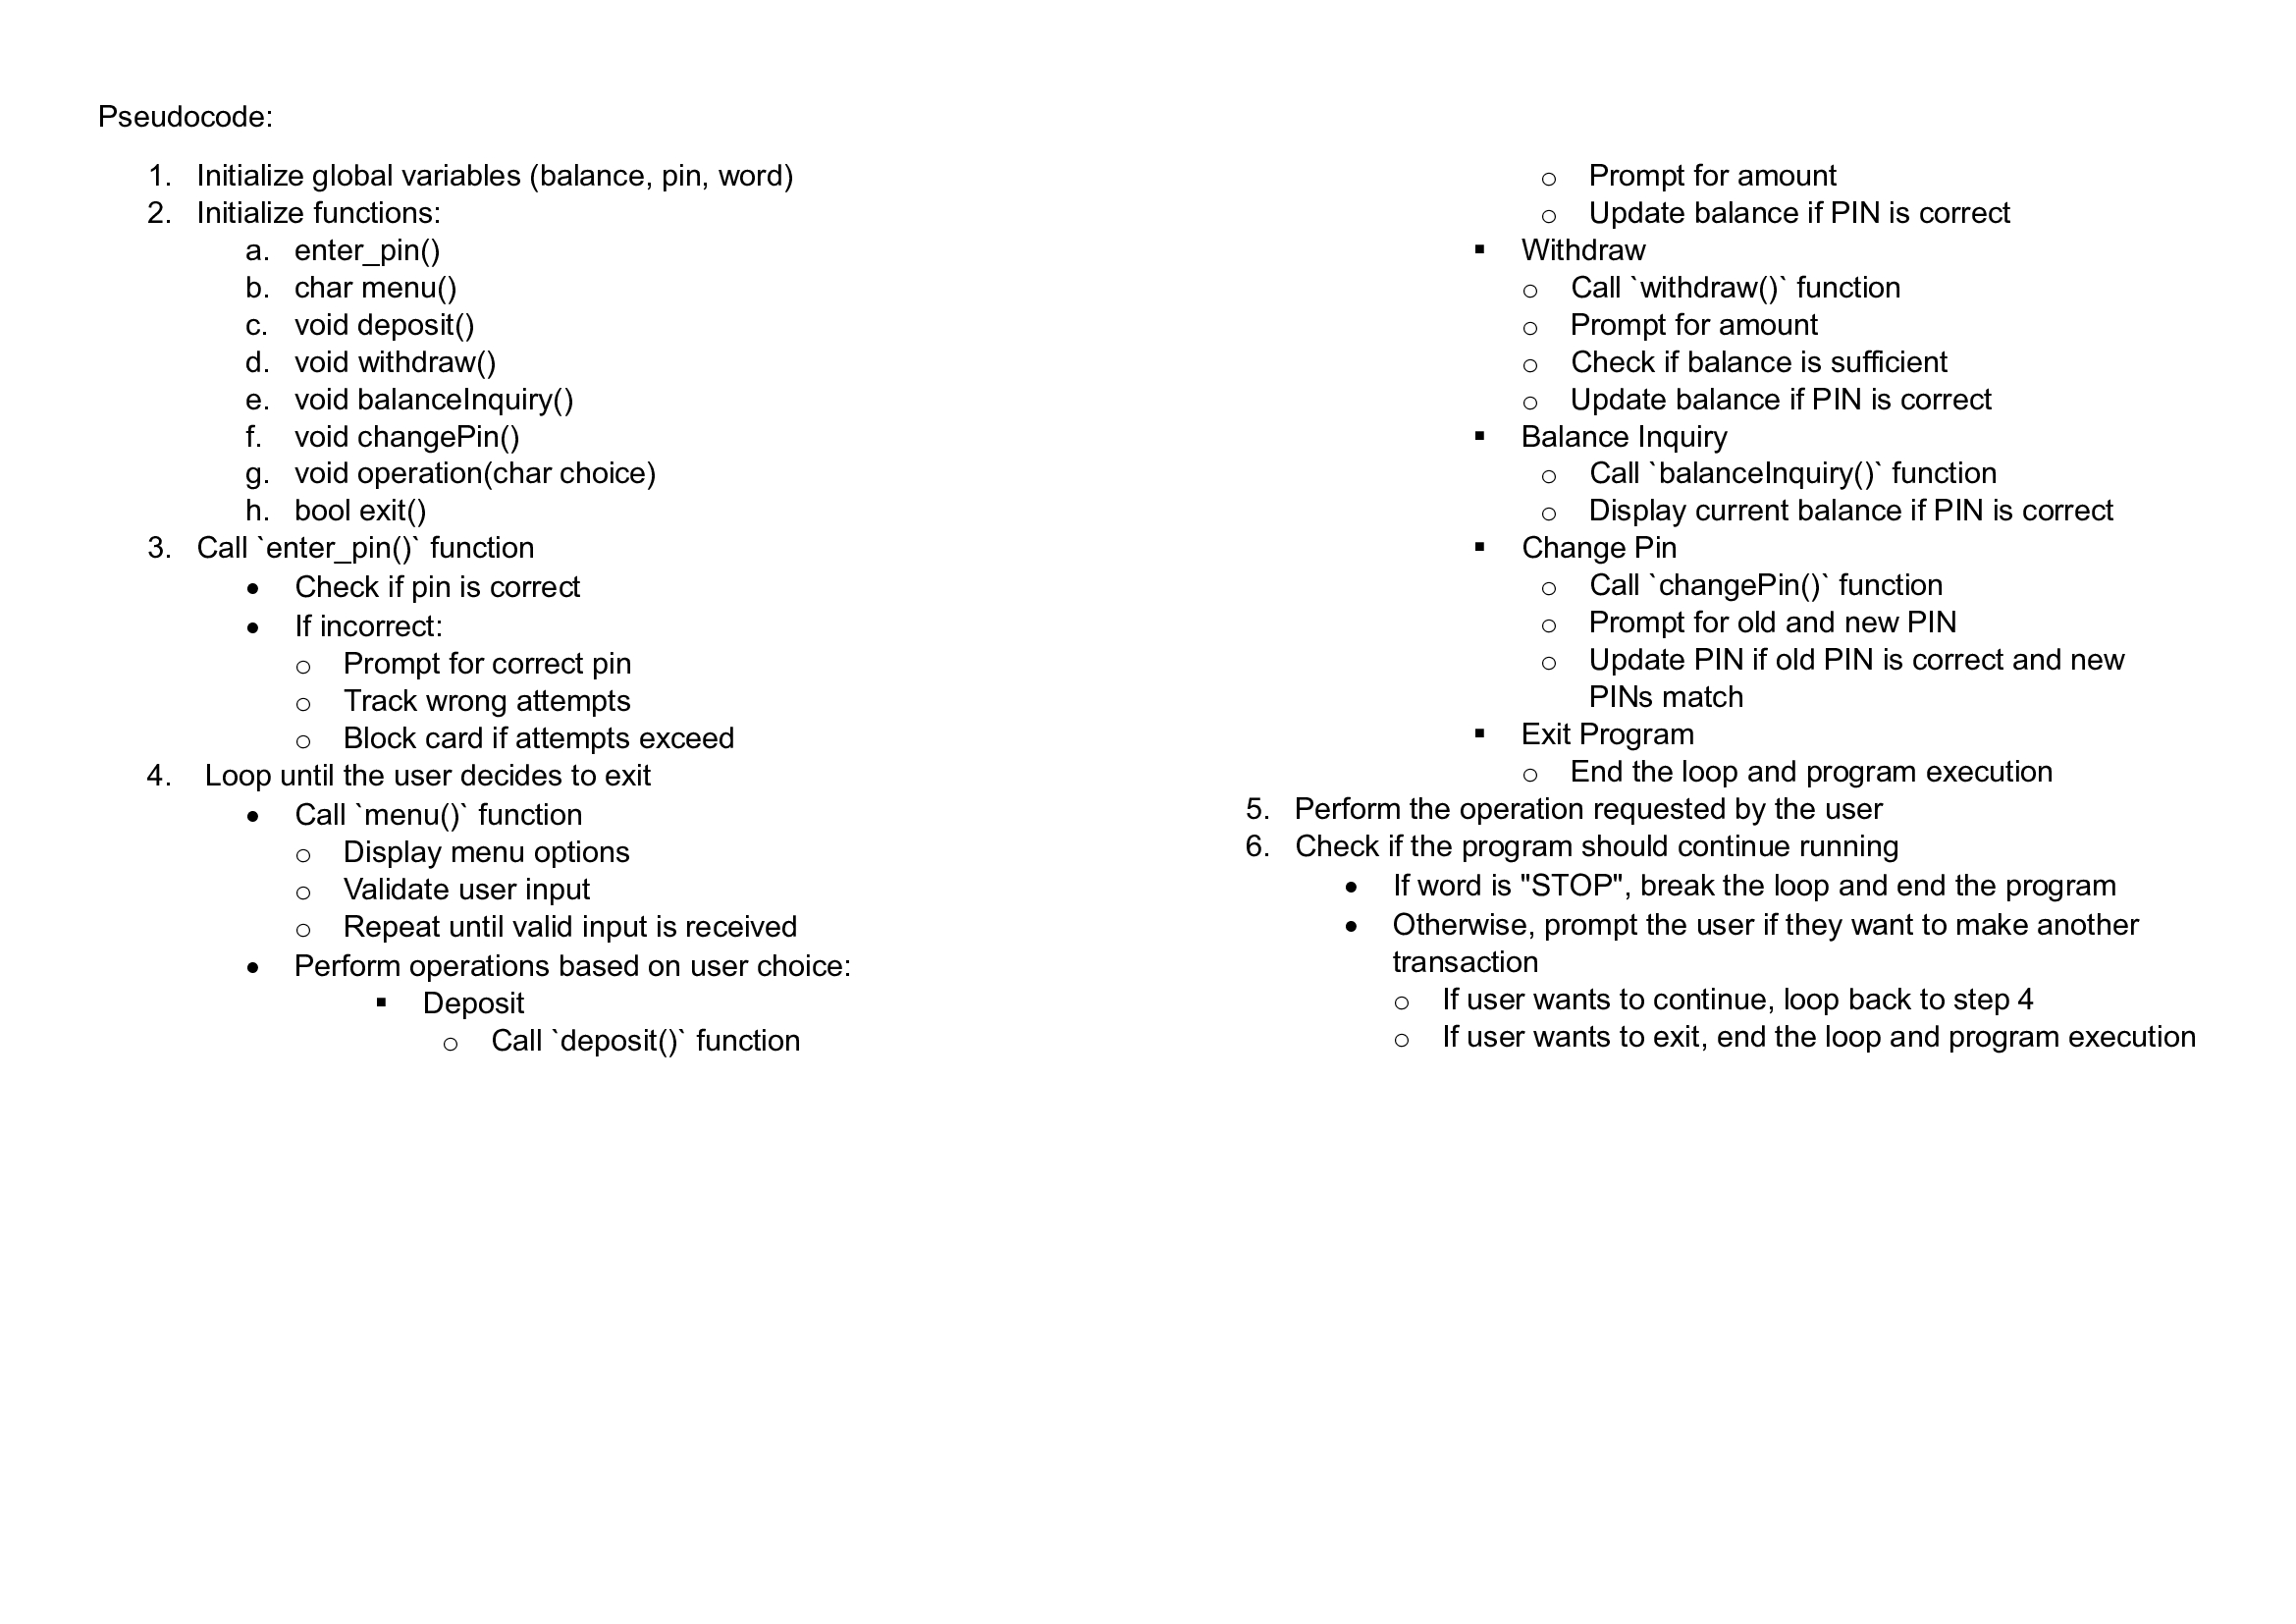 Pseudocode:
1. Initialize global variables (balance, pin, word)
2. Initialize functions:
a. enter_pin()
b. char menu()
c. void deposit()
d. void withdraw()
e. void balanceInquiry()
f. void changePin()
g. void operation(char choice)
h. bool exit()
3. Call `enter_pin()` function
• Check if pin is correct
• If incorrect:
o Prompt for correct pin
o Track wrong attempts
o Block card if attempts exceed
4. Loop until the user decides to exit
• Call `menu()` function
o Display menu options
o Validate user input
o Repeat until valid input is received
• Perform operations based on user choice:
▪ Deposit
o Call `deposit()` function
o Prompt for amount
o Update balance if PIN is correct
▪ Withdraw
o Call `withdraw()` function
o Prompt for amount
o Check if balance is sufficient
o Update balance if PIN is correct
▪ Balance Inquiry
o Call `balanceInquiry()` function
o Display current balance if PIN is correct
▪ Change Pin
o Call `changePin()` function
o Prompt for old and new PIN
o Update PIN if old PIN is correct and new
PINs match
▪ Exit Program
o End the loop and program execution
5. Perform the operation requested by the user
6. Check if the program should continue running
• If word is "STOP", break the loop and end the program
• Otherwise, prompt the user if they want to make another
transaction
o If user wants to continue, loop back to step 4
o If user wants to exit, end the loop and program execution